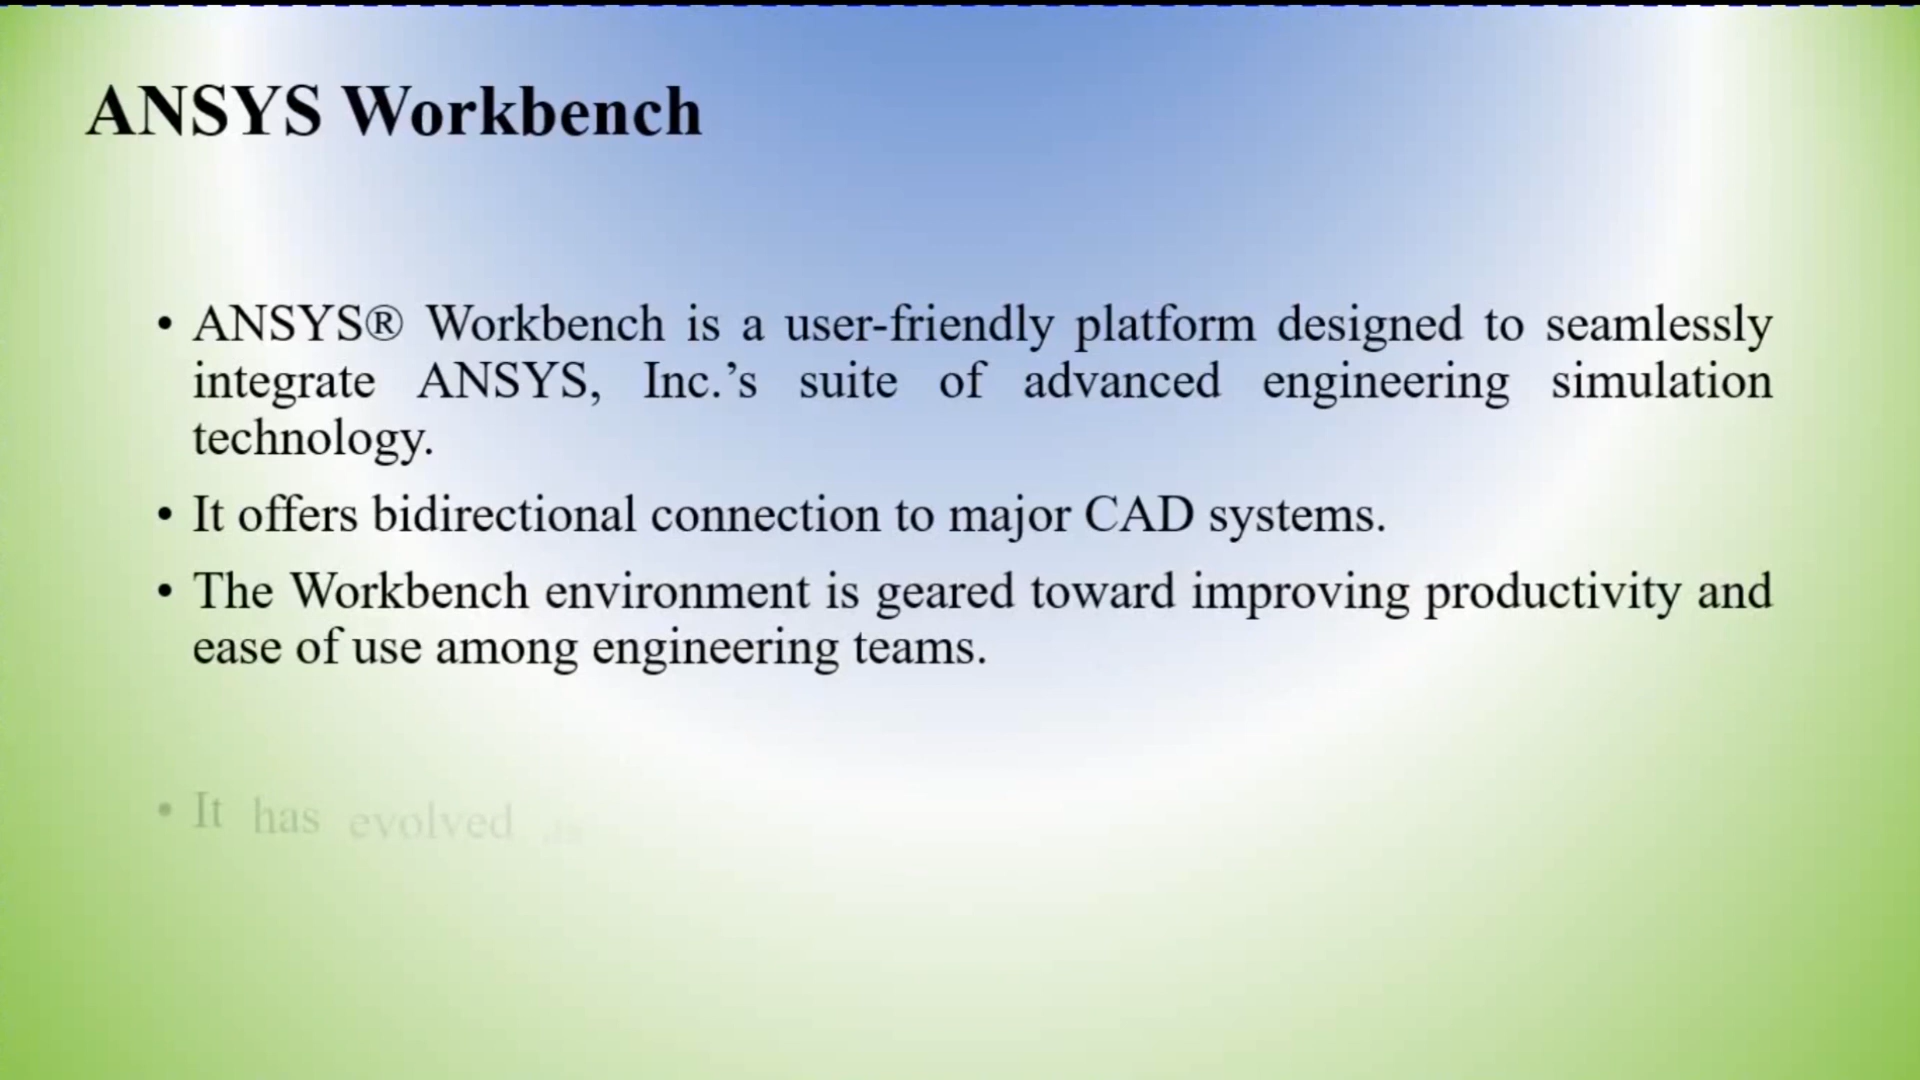 ANSYS Workbench
• ANSYS® Workbench is a user-friendly platform designed to seamlessly
integrate ANSYS, Inc.’s suite of advanced engineering simulation
technology.
• It offers bidirectional connection to major CAD systems.
• The Workbench environment is geared toward improving productivity and
ease of use among engineering teams.
• It has evolved